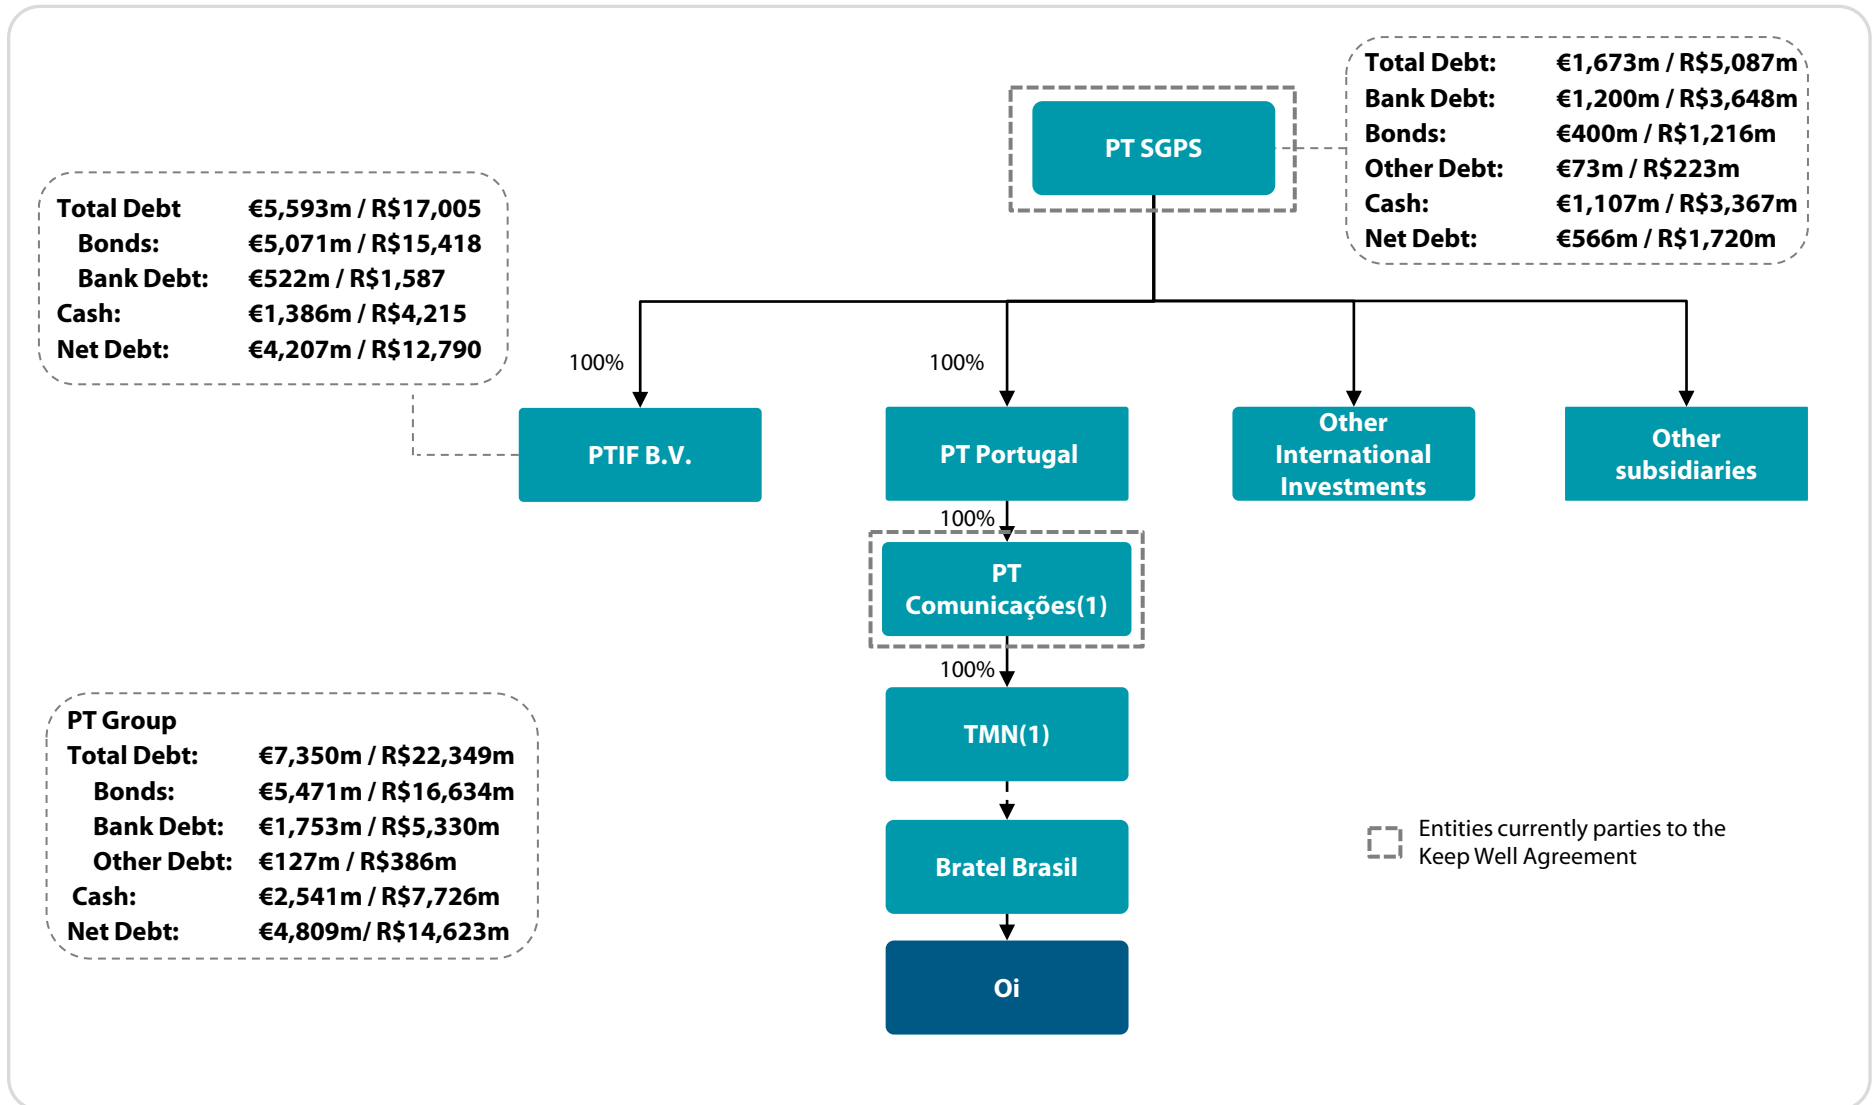 Total Debt: €1,673m / R$5,087m
Bank Debt: €1,200m / R$3,648m
Bonds: €400m / R$1,216m
Other Debt: €73m / R$223m
Cash: €1,107m / R$3,367m
Net Debt: €566m / R$1,720m
PT SGPS
Total Debt €5,593m / R$17,005
Bonds: €5,071m / R$15,418
Bank Debt: €522m / R$1,587
Cash: €1,386m / R$4,215
Net Debt: €4,207m / R$12,790
100%
100%
PTIF B.V.
PT Portugal
Other
International
Investments
Other
subsidiaries
100%
PT
Comunicações(1)
100%
TMN(1)
PT Group
Total Debt: €7,350m / R$22,349m
Bonds: €5,471m / R$16,634m
Bank Debt: €1,753m / R$5,330m
Other Debt: €127m / R$386m
Cash: €2,541m / R$7,726m
Net Debt: €4,809m/ R$14,623m
Bratel Brasil
Oi
Entities currently parties to the
Keep Well Agreement